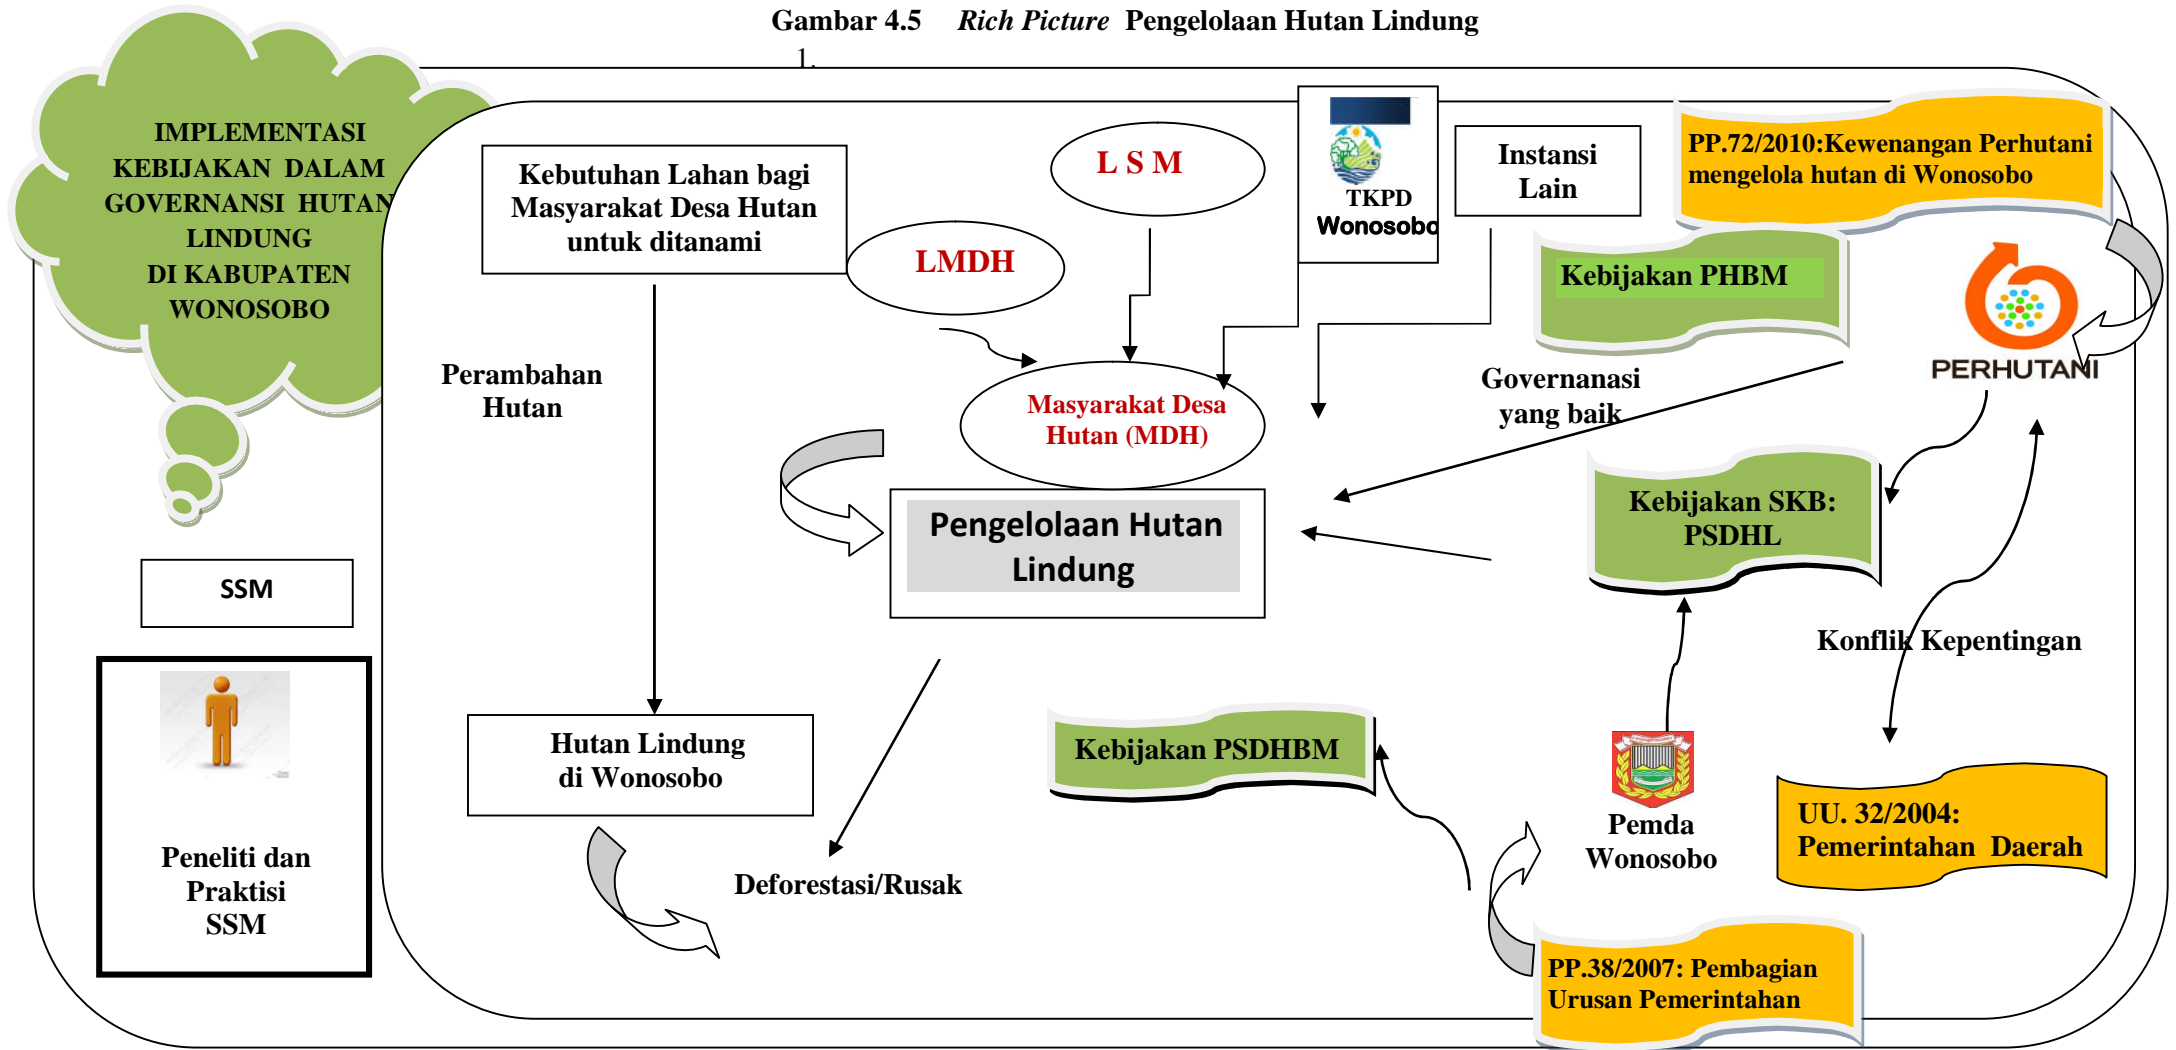 Gambar 4.5 Rich Picture Pengelolaan Hutan Lindung
1.
IMPLEMENTASI
KEBIJAKAN DALAM
GOVERNANSI HUTAN
LINDUNG
DI KABUPATEN
WONOSOBO
Kebutuhan Lahan bagi
Masyarakat Desa Hutan
untuk ditanami
LMDH
L S M
TKPD
Wonosobo
Instansi
Lain
PP.72/2010:Kewenangan Perhutani
mengelola hutan di Wonosobo
Kebijakan PHBM
PERHUTANI
Perambahan
Hutan
Masyarakat Desa
Hutan (MDH)
Governanasi
yang baik
Pengelolaan Hutan
Lindung
Kebijakan SKB:
PSDHL
SSM
Konflik Kepentingan
Peneliti dan
Praktisi
SSM
Hutan Lindung
di Wonosobo
Kebijakan PSDHBM
Pemda
Wonosobo
UU. 32/2004:
Pemerintahan Daerah
Deforestasi/Rusak
PP.38/2007: Pembagian
Urusan Pemerintahan